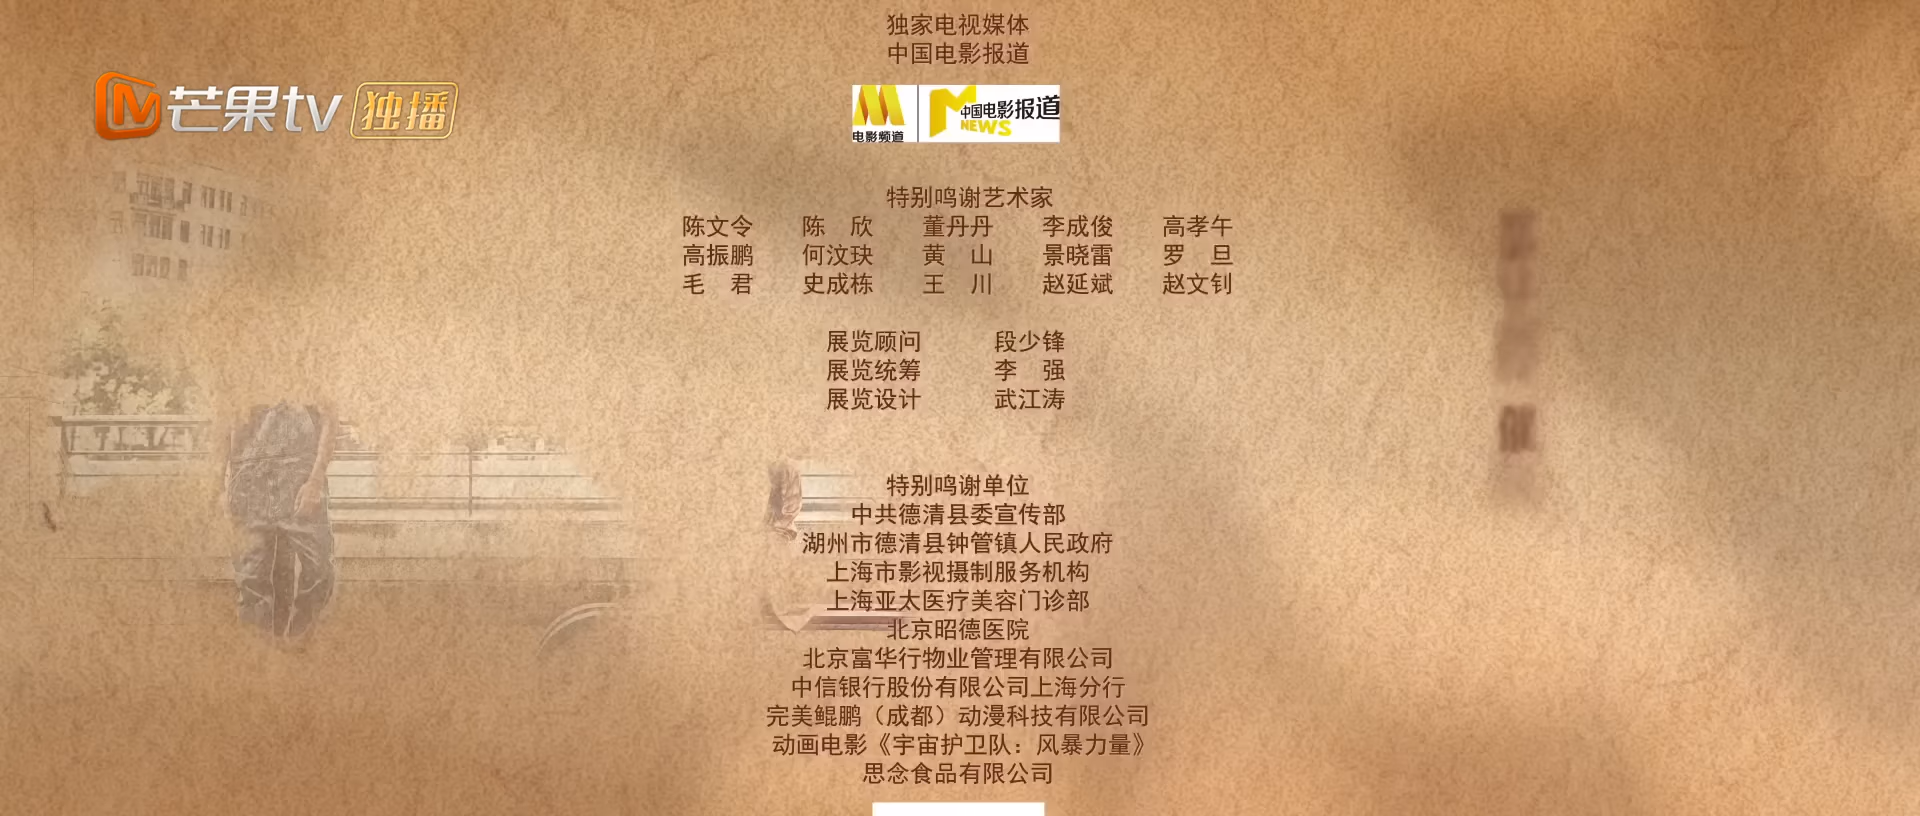 独家电视媒体
中国电影报道
芒果tv 独播
电影频道 中国电影报道
NEWS
特别鸣谢艺术家
陈文令 陈 欣 董丹丹 李成俊 高孝午
高振鹏 何汶玦 黄 山 景晓雷 罗 旦
毛 君 史成栋 王 川 赵延斌 赵文钊
展览顾问 段少锋
展览统筹 李 强
展览设计 武江涛
特别鸣谢单位
中共德清县委宣传部
湖州市德清县钟管镇人民政府
上海市影视摄制服务机构
上海亚太医疗美容门诊部
北京昭德医院
北京富华行物业管理有限公司
中信银行股份有限公司上海分行
完美鲲鹏（成都）动漫科技有限公司
动画电影《宇宙护卫队：风暴力量》
思念食品有限公司